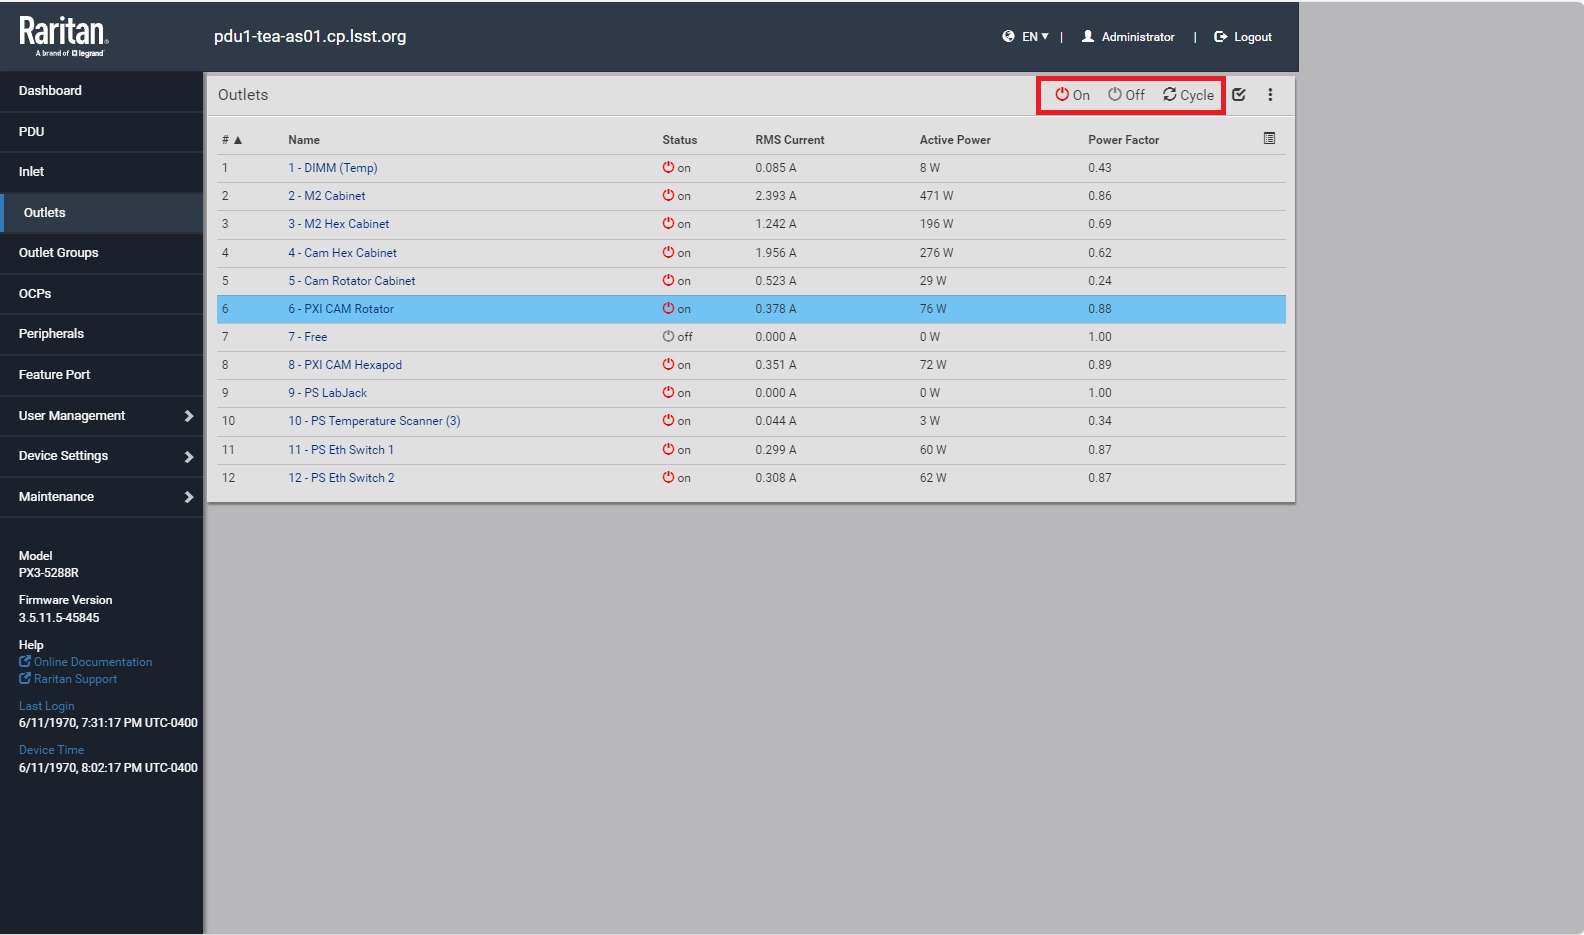 Raritan.
A brand of legrand
pdu1-tea-as01.cp.lsst.org
EN ▼ | Administrator | Logout
Dashboard
PDU
Inlet
Outlets
Outlet Groups
OCPs
Peripherals
Feature Port
User Management
Device Settings
Maintenance
Model
PX3-5288R
Firmware Version
3.5.11.5-45845
Help
Online Documentation
Raritan Support
Last Login
6/11/1970, 7:31:17 PM UTC-0400
Device Time
6/11/1970, 8:02:17 PM UTC-0400
Outlets On Off Cycle
# ▲ Name Status RMS Current Active Power Power Factor
1 1 - DIMM (Temp) on 0.085 A 8 W 0.43
2 2 - M2 Cabinet on 2.393 A 471 W 0.86
3 3 - M2 Hex Cabinet on 1.242 A 196 W 0.69
4 4 - Cam Hex Cabinet on 1.956 A 276 W 0.62
5 5 - Cam Rotator Cabinet on 0.523 A 29 W 0.24
6 6 - PXI CAM Rotator on 0.378 A 76 W 0.88
7 7 - Free off 0.000 A 0 W 1.00
8 8 - PXI CAM Hexapod on 0.351 A 72 W 0.89
9 9 - PS LabJack on 0.000 A 0 W 1.00
10 10 - PS Temperature Scanner (3) on 0.044 A 3 W 0.34
11 11 - PS Eth Switch 1 on 0.299 A 60 W 0.87
12 12 - PS Eth Switch 2 on 0.308 A 62 W 0.87